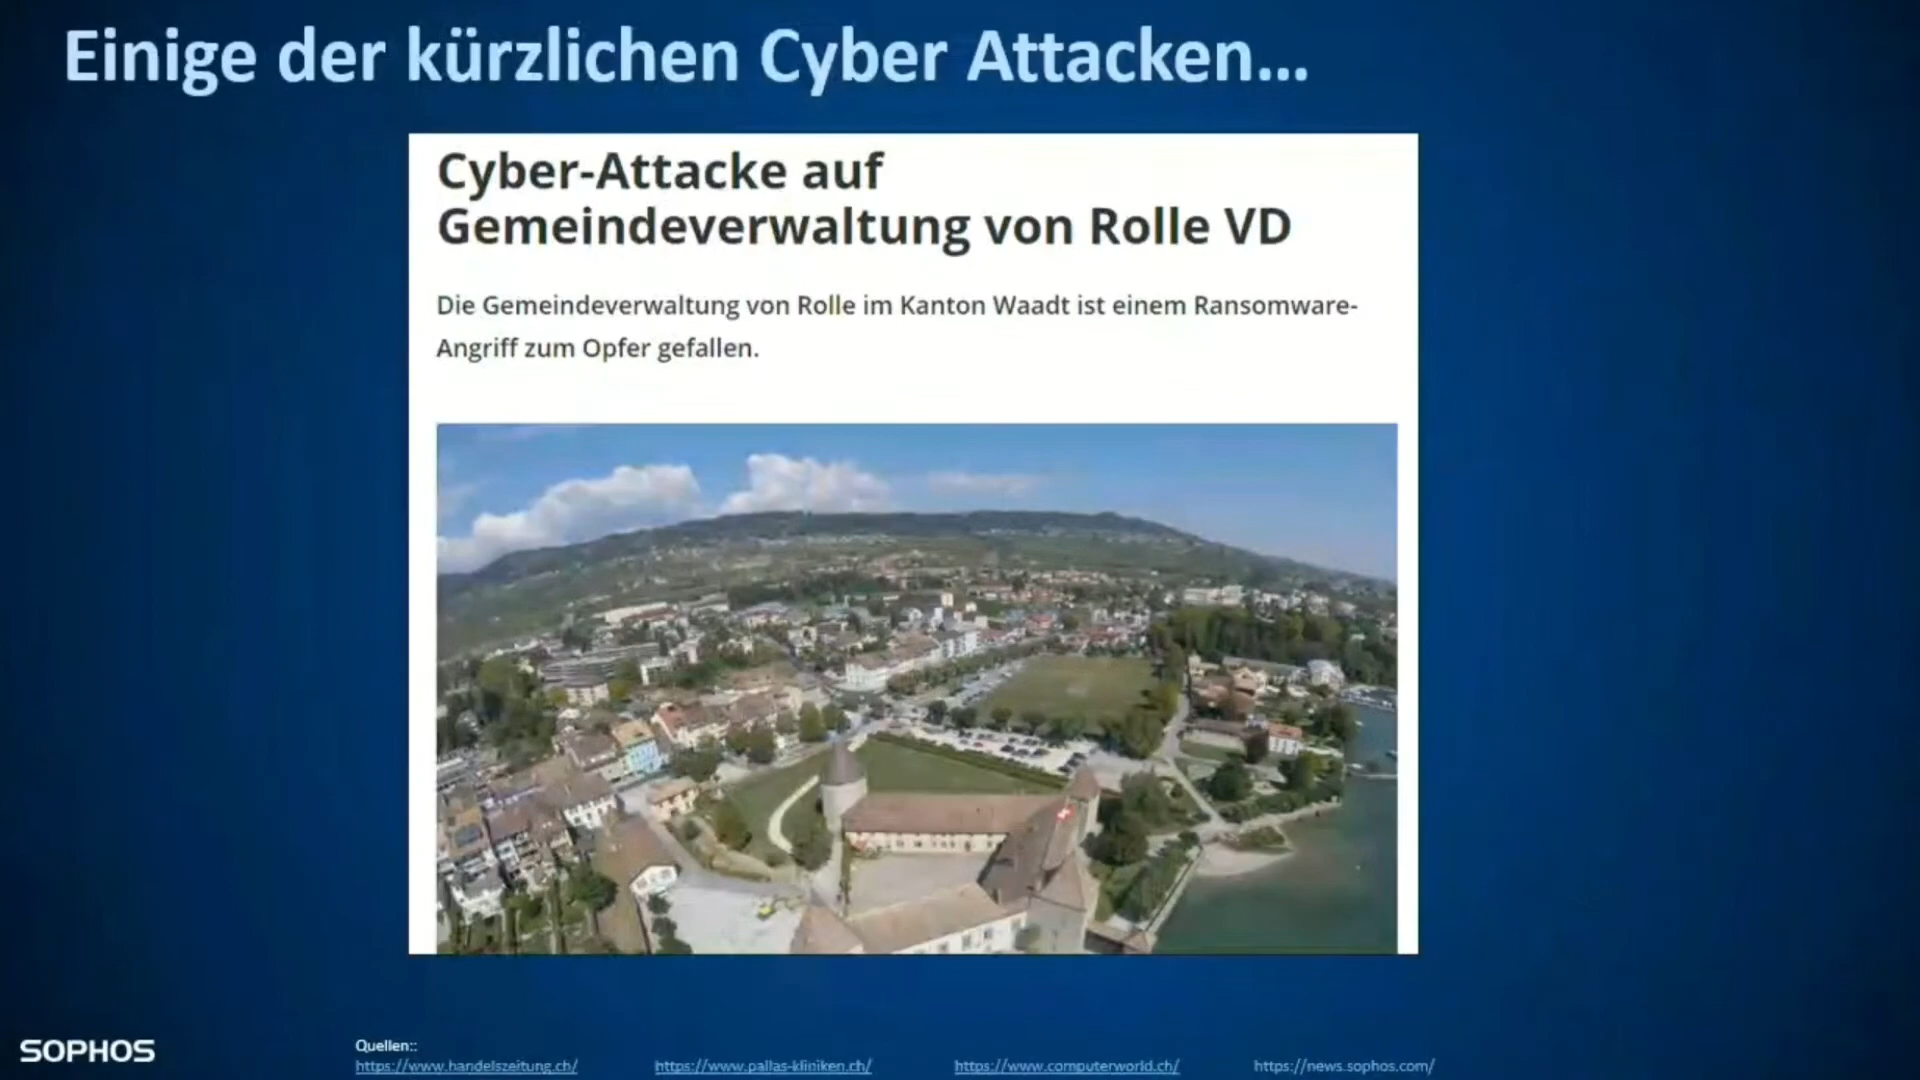 Einige der kürzlichen Cyber Attacken...
Cyber-Attacke auf
Gemeindeverwaltung von Rolle VD
Die Gemeindeverwaltung von Rolle im Kanton Waadt ist einem Ransomware-
Angriff zum Opfer gefallen.
SOPHOS
Quellen::
https://www.handelszeitung.ch/ https://www.pallas-kliniken.ch/ https://www.computerworld.ch/ https://news.sophos.com/